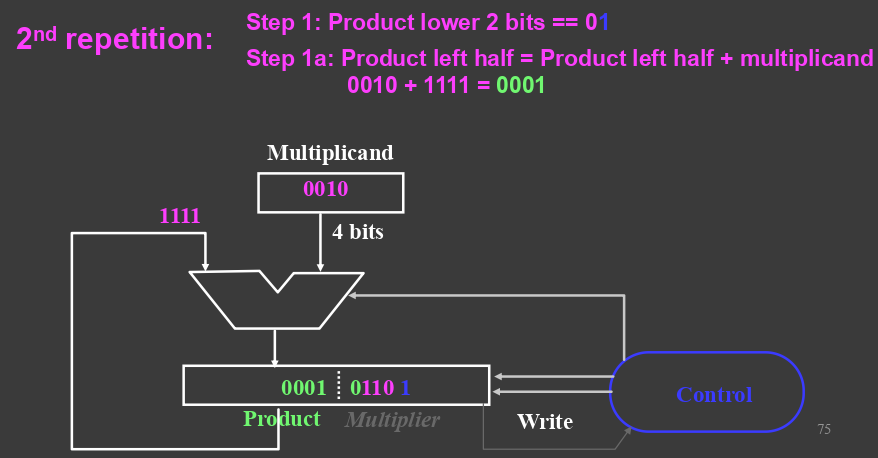 2nd repetition:
Step 1: Product lower 2 bits == 01
Step 1a: Product left half = Product left half + multiplicand
0010 + 1111 = 0001
Multiplicand
0010
1111
4 bits
0001 0110 1
Control
Product Multiplier
Write
75